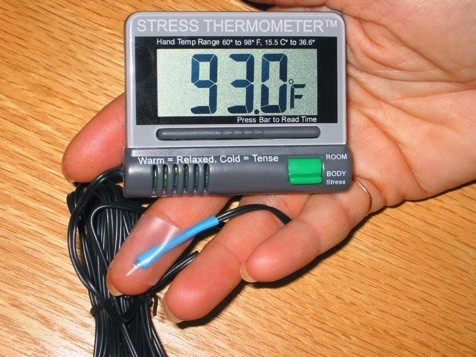 STRESS THERMOMETER™
Hand Temp Range 60° to 98° F, 15.5 C° to 36.6°
93.0°F
Press Bar to Read Time
Warm = Relaxed, Cold = Tense
ROOM
BODY
Stress